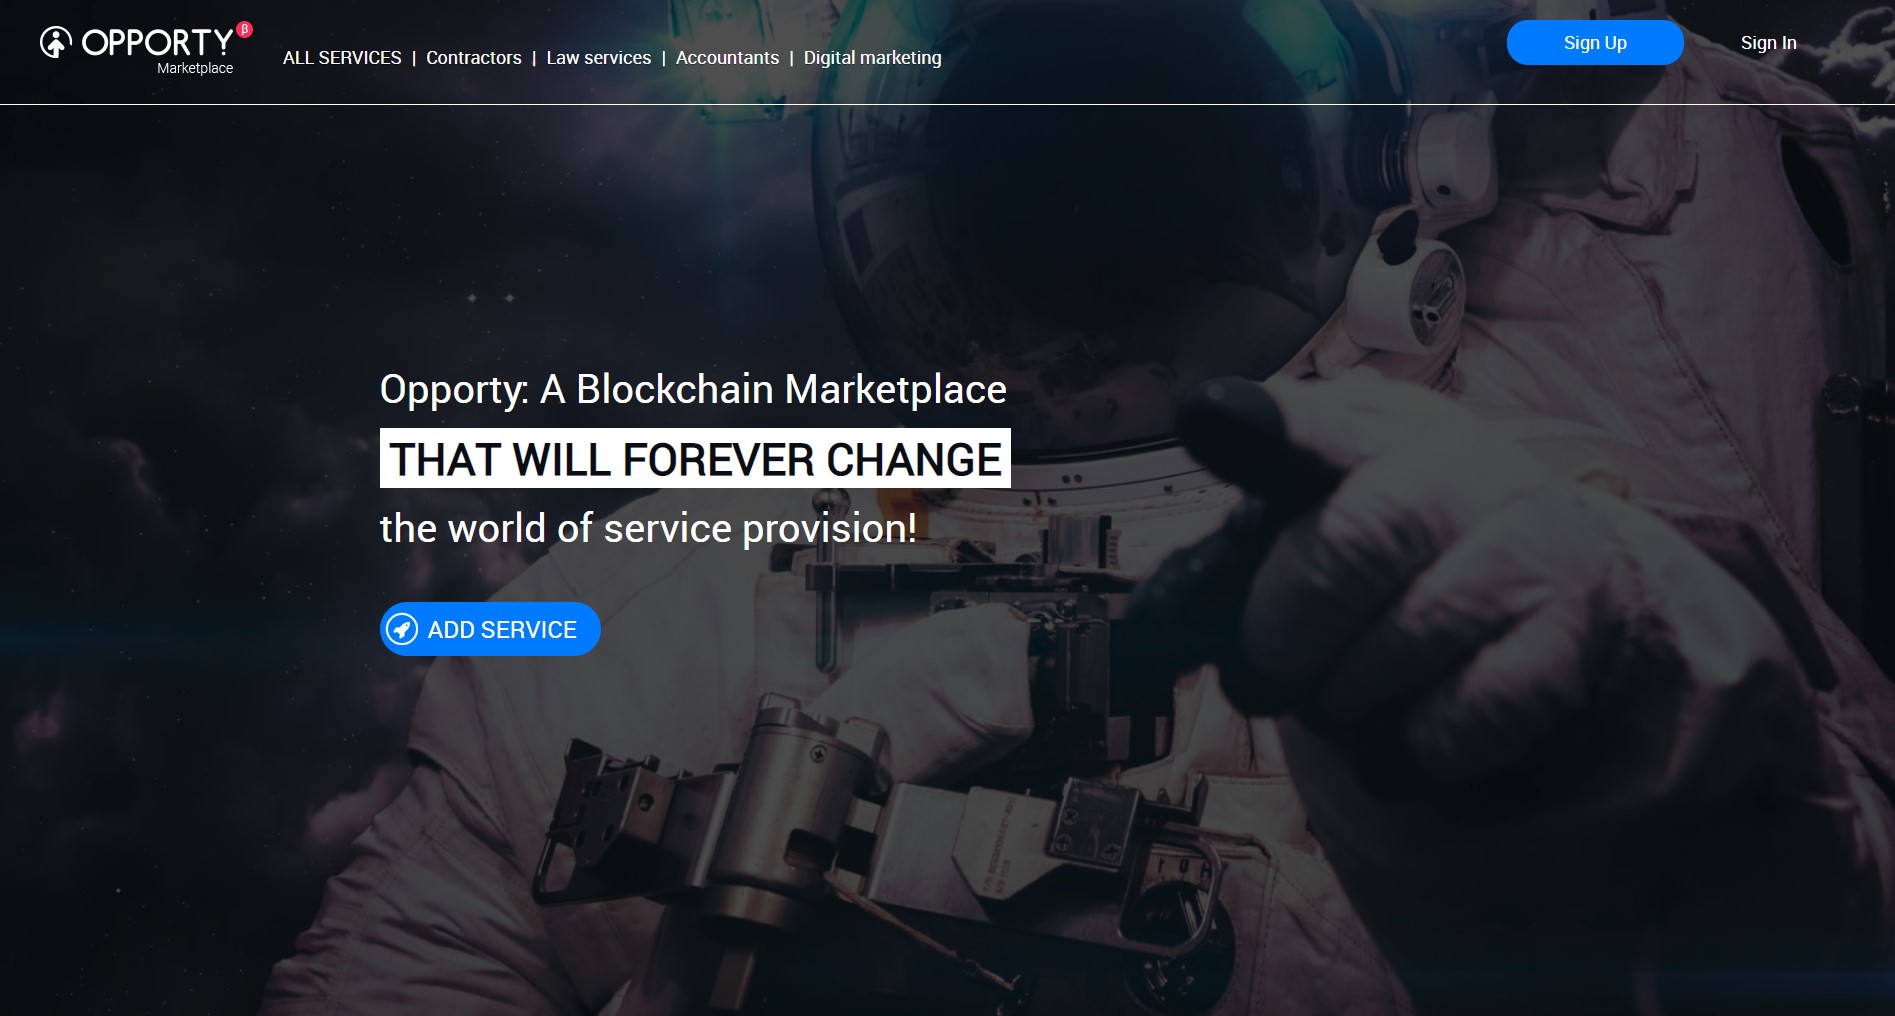 OPPORTY β
Marketplace
ALL SERVICES | Contractors | Law services | Accountants | Digital marketing
Sign Up
Sign In
Opporty: A Blockchain Marketplace
THAT WILL FOREVER CHANGE
the world of service provision!
ADD SERVICE